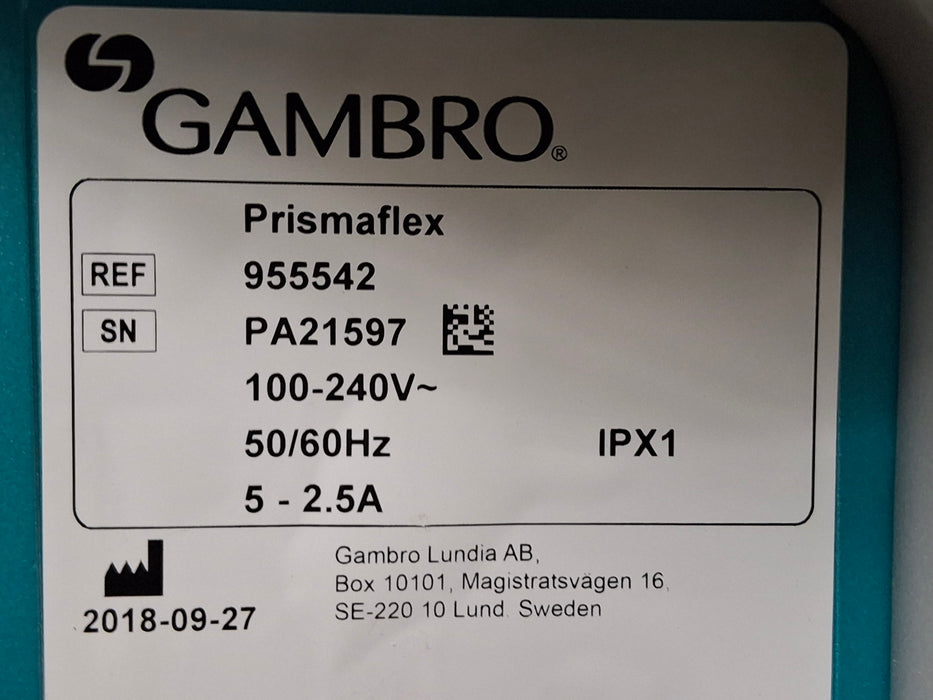 GAMBRO®
Prismaflex
REF 955542
SN PA21597
100-240V~
50/60Hz IPX1
5 - 2.5A
Gambro Lundia AB,
Box 10101, Magistratsvägen 16,
SE-220 10 Lund. Sweden
2018-09-27